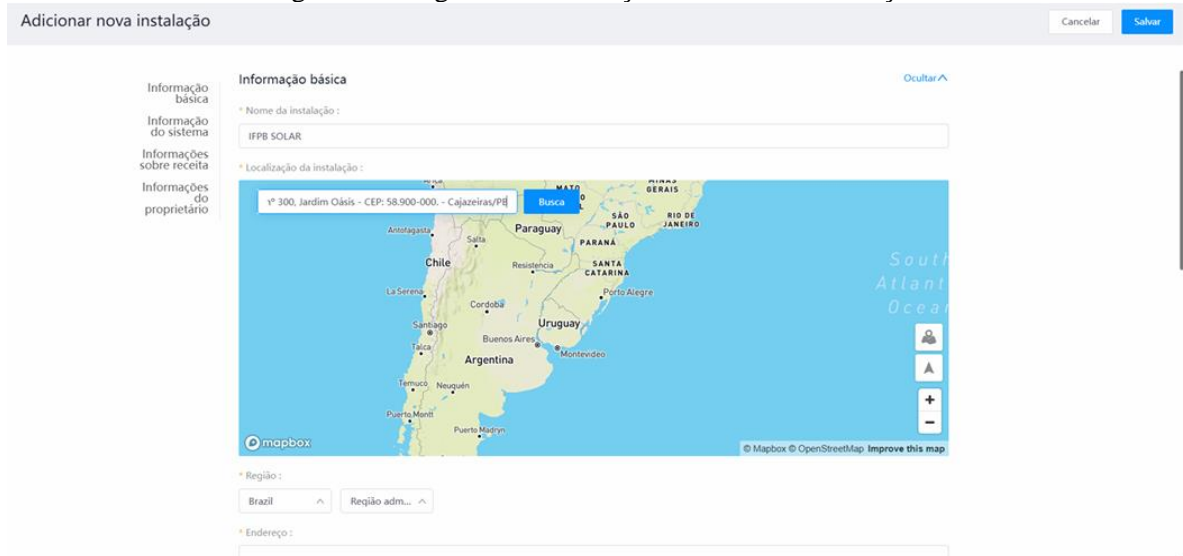 Adicionar nova instalação
Cancelar
Salvar
Informação
básica
Informação
do sistema
Informações
sobre receita
Informações
do
proprietário
Informação básica
Ocultar
* Nome da instalação :
IFPB SOLAR
* Localização da instalação :
nº 300, Jardim Oásis - CEP: 58.900-000. - Cajazeiras/PB
Busca
MATO
MINAS
GERAIS
SÃO
PAULO
RIO DE
JANEIRO
Antofagasta
Salta
Paraguay
PARANÁ
Chile
Resistencia
SANTA
CATARINA
South
Atlant
Ocea
La Serena
Cordoba
Porto Alegre
Santiago
Uruguay
Talca
Buenos Aires
Montevideo
Argentina
Temuco
Neuquén
Puerto Montt
Puerto Madryn
mapbox
© Mapbox © OpenStreetMap Improve this map
* Região :
Brazil
Região adm...
* Endereço :